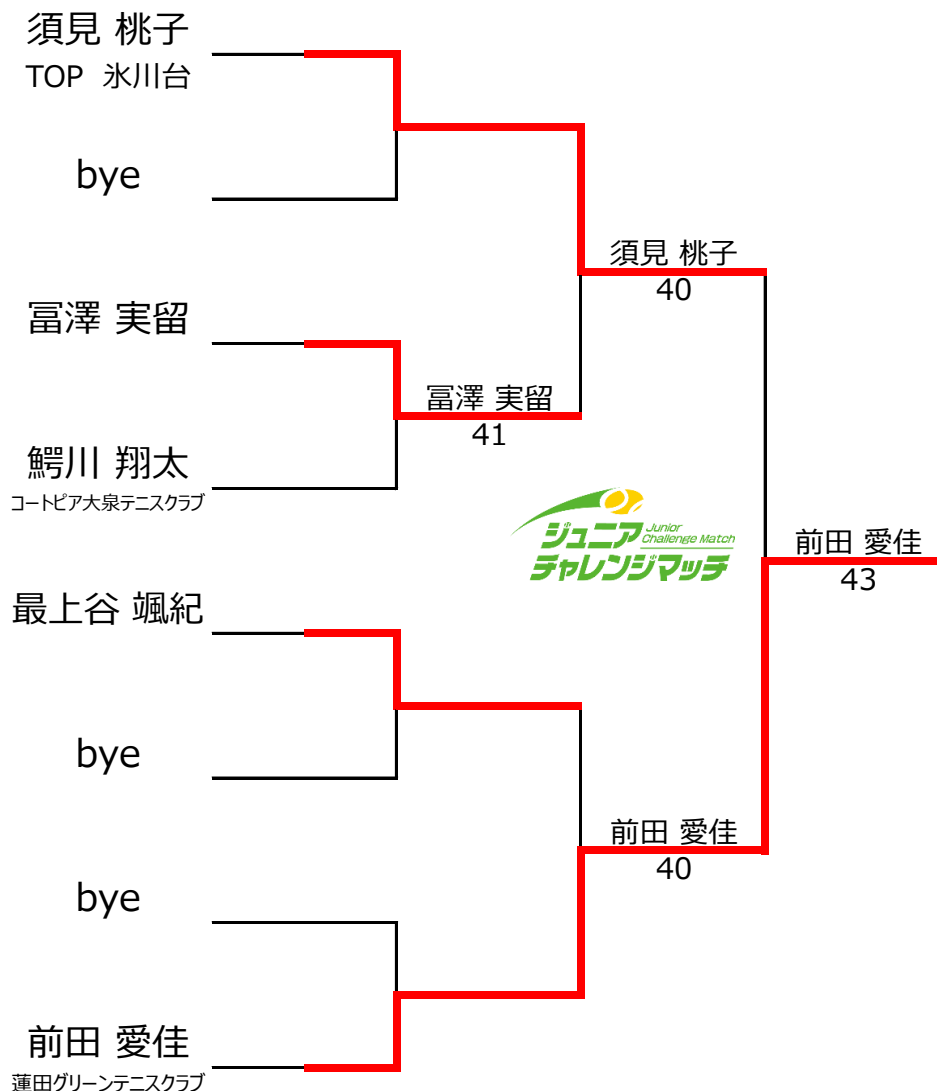 須見 桃子
TOP 氷川台
bye
須見 桃子
40
冨澤 実留
冨澤 実留
41
鰐川 翔太
コートピア大泉テニスクラブ
ジュニア Junior Challenge Match
チャレンジマッチ
前田 愛佳
43
最上谷 颯紀
bye
前田 愛佳
40
bye
前田 愛佳
蓮田グリーンテニスクラブ